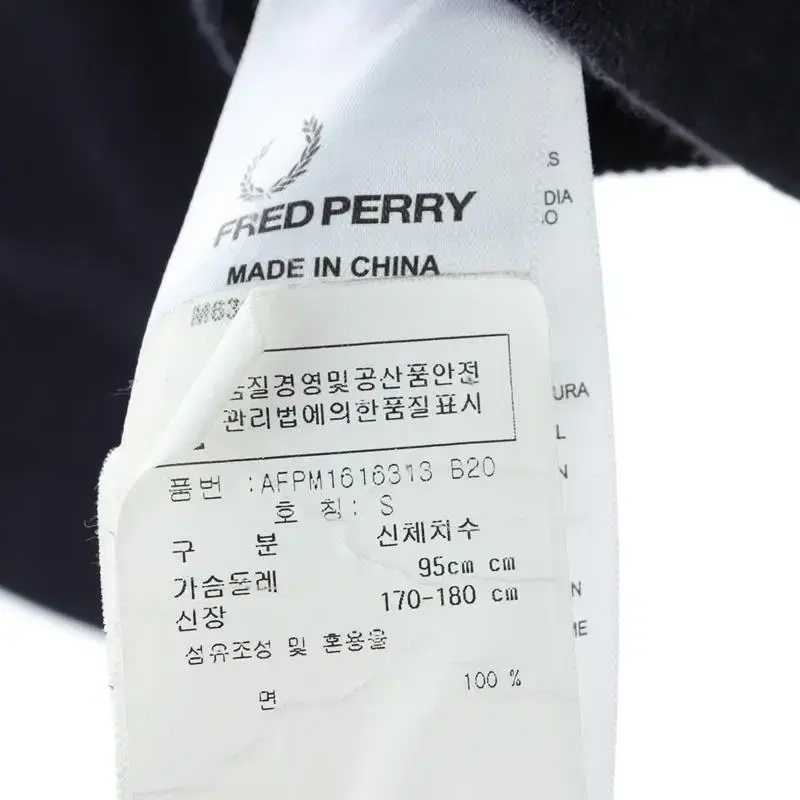 FRED PERRY
MADE IN CHINA
M63
품질경영및공산품안전
관리법에의한품질표시
품번 :AFPM1616313 B20
호 칭: S
구 분 신체치수
가슴둘레 95cm cm
신장 170-180 cm
섬유조성 및 혼용율
면 100 %
S
DIA
O
URA
L
N
N
ME